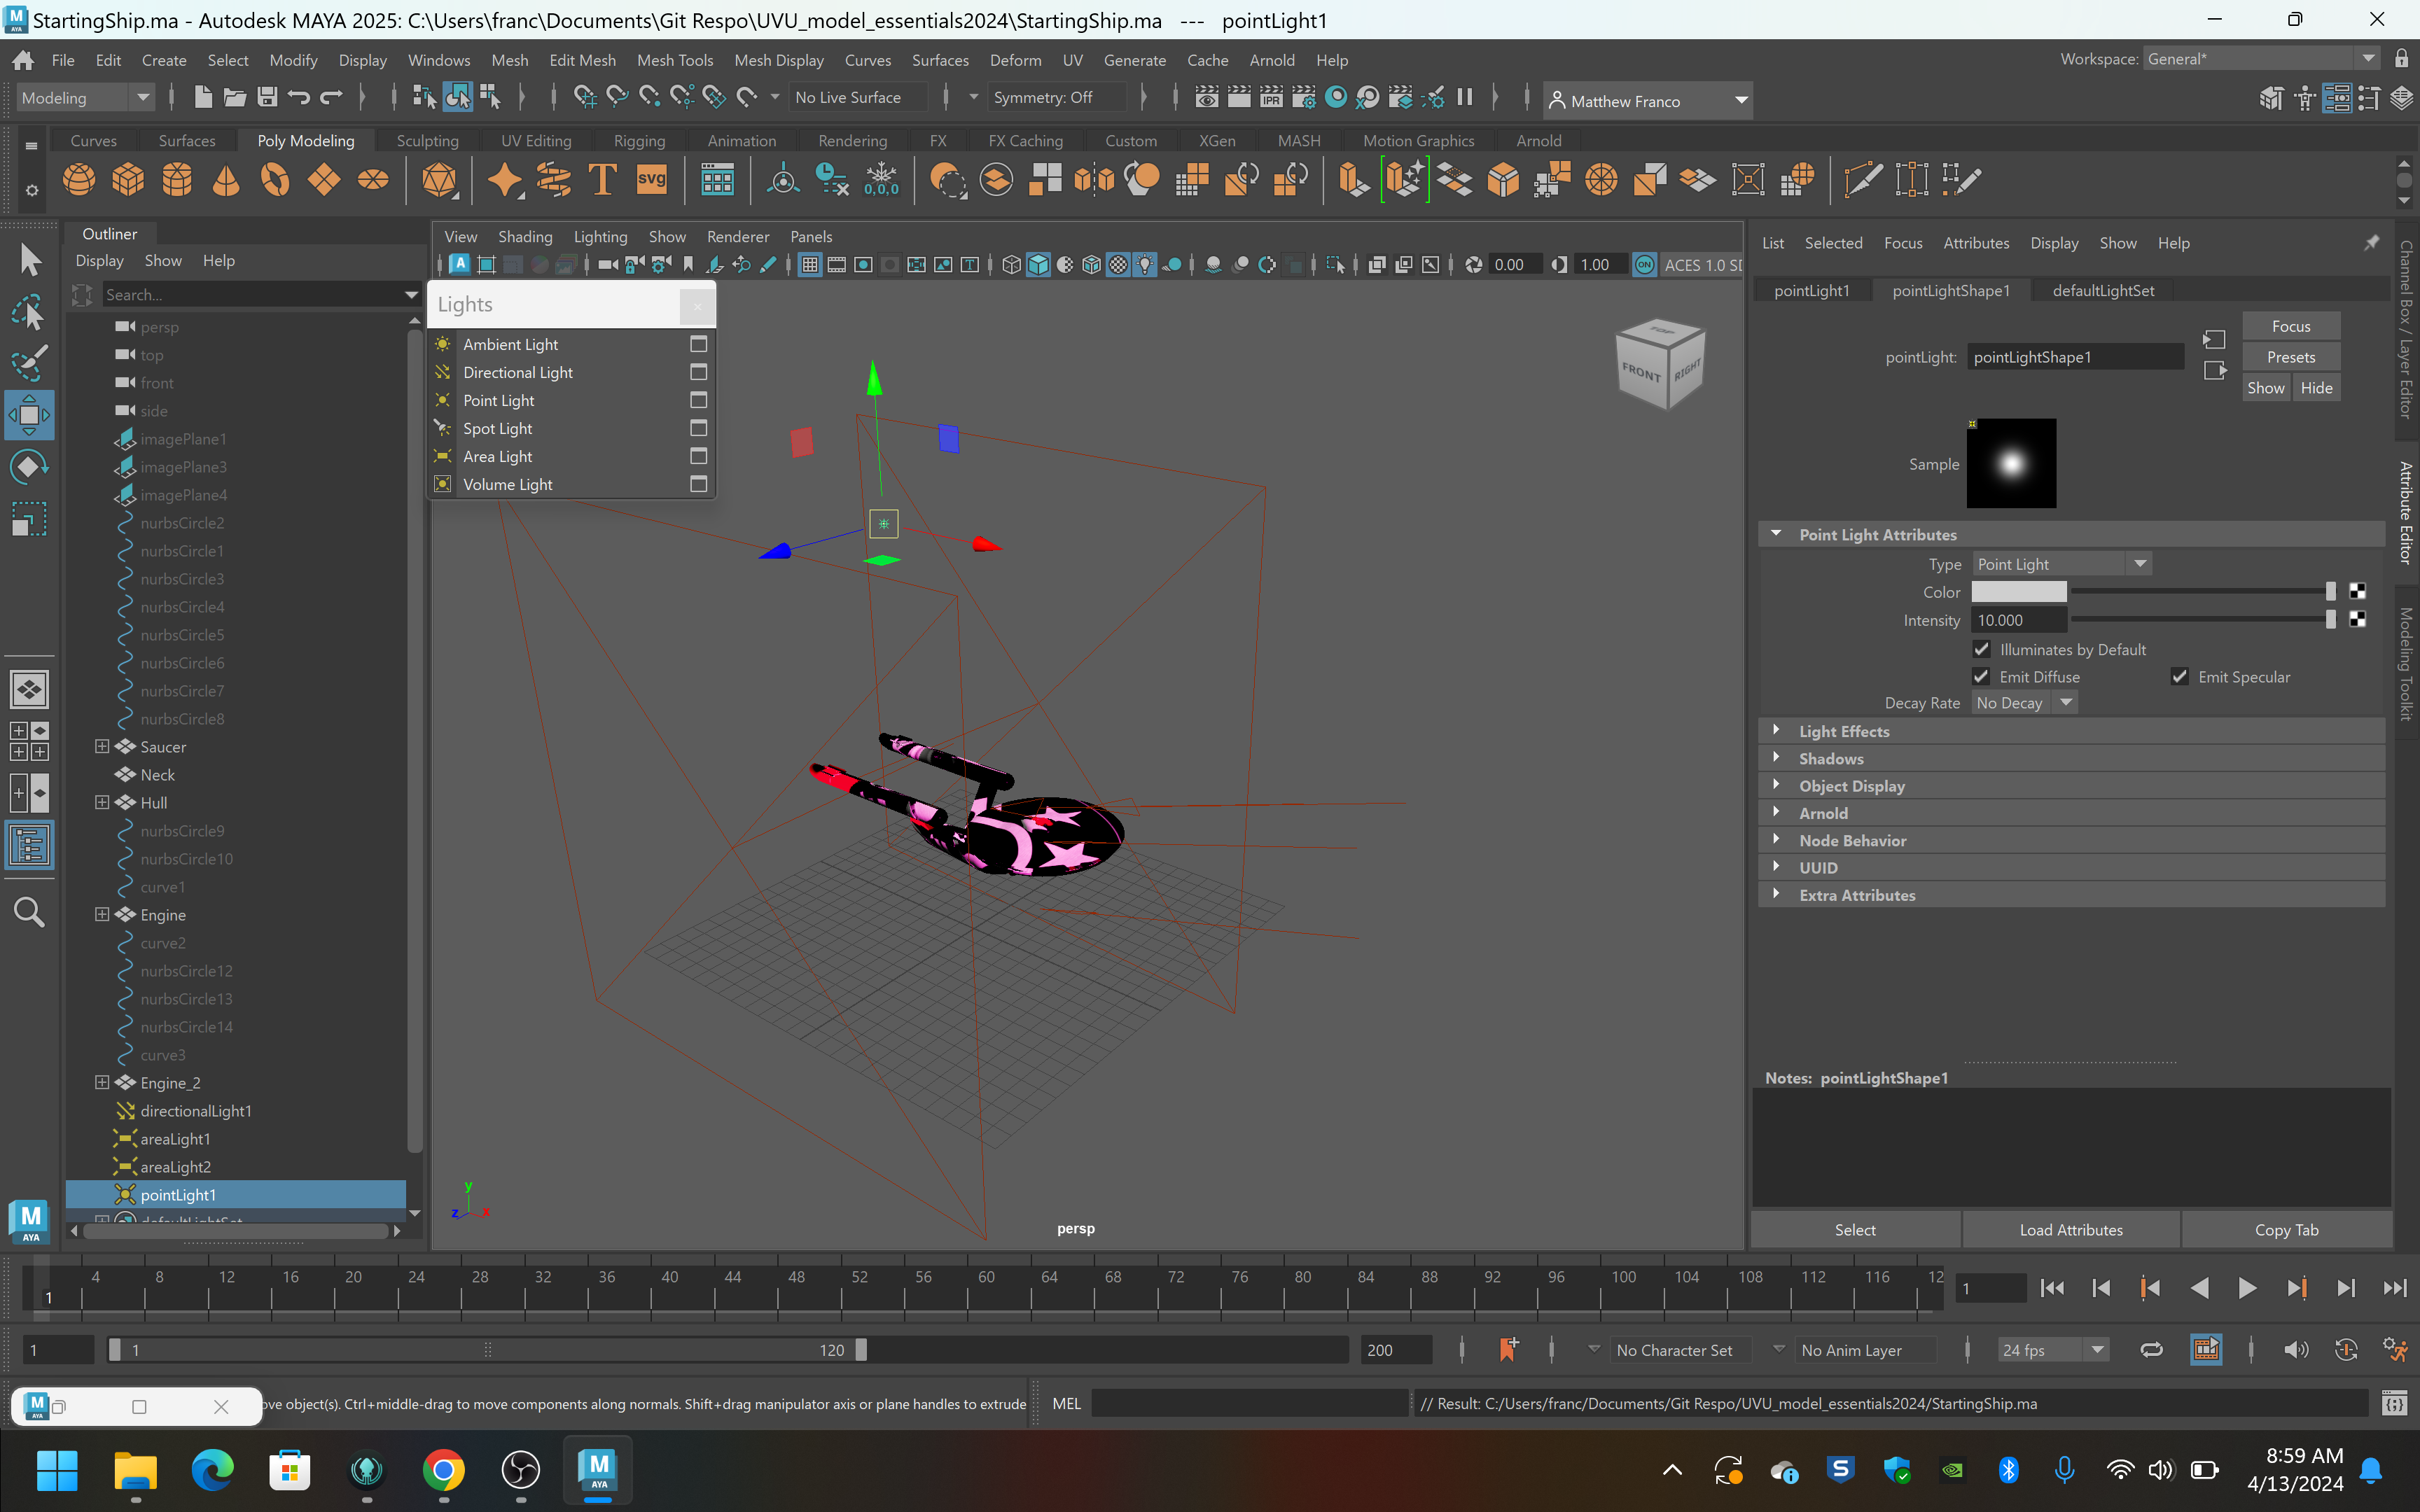 StartingShip.ma - Autodesk MAYA 2025: C:\Users\franc\Documents\Git Respo\UVU_model_essentials2024\StartingShip.ma --- pointLight1
File Edit Create Select Modify Display Windows Mesh Edit Mesh Mesh Tools Mesh Display Curves Surfaces Deform UV Generate Cache Arnold Help
Workspace: General*
Modeling
No Live Surface
Symmetry: Off
IPR
Matthew Franco
Curves Surfaces Poly Modeling Sculpting UV Editing Rigging Animation Rendering FX FX Caching Custom XGen MASH Motion Graphics Arnold
T
svg
0,0,0
Outliner
Display Show Help
Search...
persp
top
front
side
imagePlane1
imagePlane3
imagePlane4
nurbsCircle2
nurbsCircle1
nurbsCircle3
nurbsCircle4
nurbsCircle5
nurbsCircle6
nurbsCircle7
nurbsCircle8
Saucer
Neck
Hull
nurbsCircle9
nurbsCircle10
curve1
Engine
curve2
nurbsCircle12
nurbsCircle13
nurbsCircle14
curve3
Engine_2
directionalLight1
areaLight1
areaLight2
pointLight1
defaultLightSet
View Shading Lighting Show Renderer Panels
0.00
1.00
ON
ACES 1.0 SD
Lights
Ambient Light
Directional Light
Point Light
Spot Light
Area Light
Volume Light
TOP
FRONT
RIGHT
y
z
x
persp
List Selected Focus Attributes Display Show Help
pointLight1 pointLightShape1 defaultLightSet
pointLight: pointLightShape1
Focus
Presets
Show Hide
Sample
Point Light Attributes
Type Point Light
Color
Intensity 10.000
Illuminates by Default
Emit Diffuse
Emit Specular
Decay Rate No Decay
Light Effects
Shadows
Object Display
Arnold
Node Behavior
UUID
Extra Attributes
Notes: pointLightShape1
Select Load Attributes Copy Tab
Channel Box / Layer Editor
Attribute Editor
Modeling Toolkit
M
AYA
1 4 8 12 16 20 24 28 32 36 40 44 48 52 56 60 64 68 72 76 80 84 88 92 96 100 104 108 112 116 12
1
1
1
120
200
No Character Set
No Anim Layer
24 fps
M
AYA
ove object(s). Ctrl+middle-drag to move components along normals. Shift+drag manipulator axis or plane handles to extrude
MEL
// Result: C:/Users/franc/Documents/Git Respo/UVU_model_essentials2024/StartingShip.ma
M
AYA
8:59 AM
4/13/2024